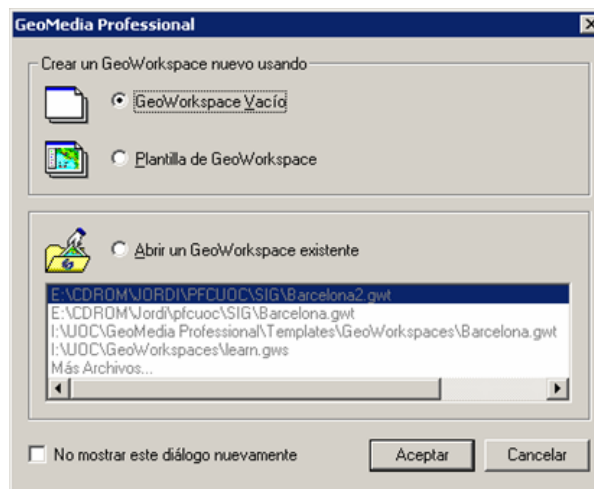 GeoMedia Professional
Crear un GeoWorkspace nuevo usando
GeoWorkspace Vacío
Plantilla de GeoWorkspace
Abrir un GeoWorkspace existente
E:\CDROM\JORDI\PFCUOC\SIG\Barcelona2.gwt
E:\CDROM\Jordi\pfcuoc\SIG\Barcelona.gwt
I:\UOC\GeoMedia Professional\Templates\GeoWorkspaces\Barcelona.gwt
I:\UOC\GeoWorkspaces\learn.gws
Más Archivos...
No mostrar este diálogo nuevamente
Aceptar
Cancelar